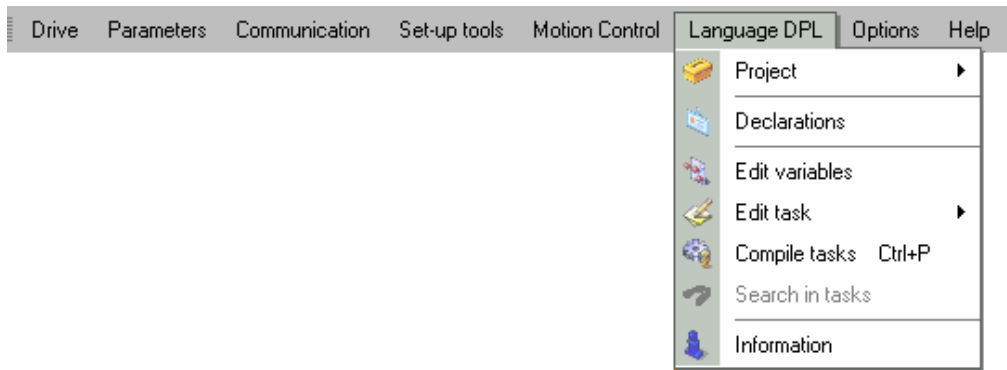 Drive Parameters Communication Set-up tools Motion Control Language DPL Options Help
Project
Declarations
Edit variables
Edit task
Compile tasks Ctrl+P
Search in tasks
Information